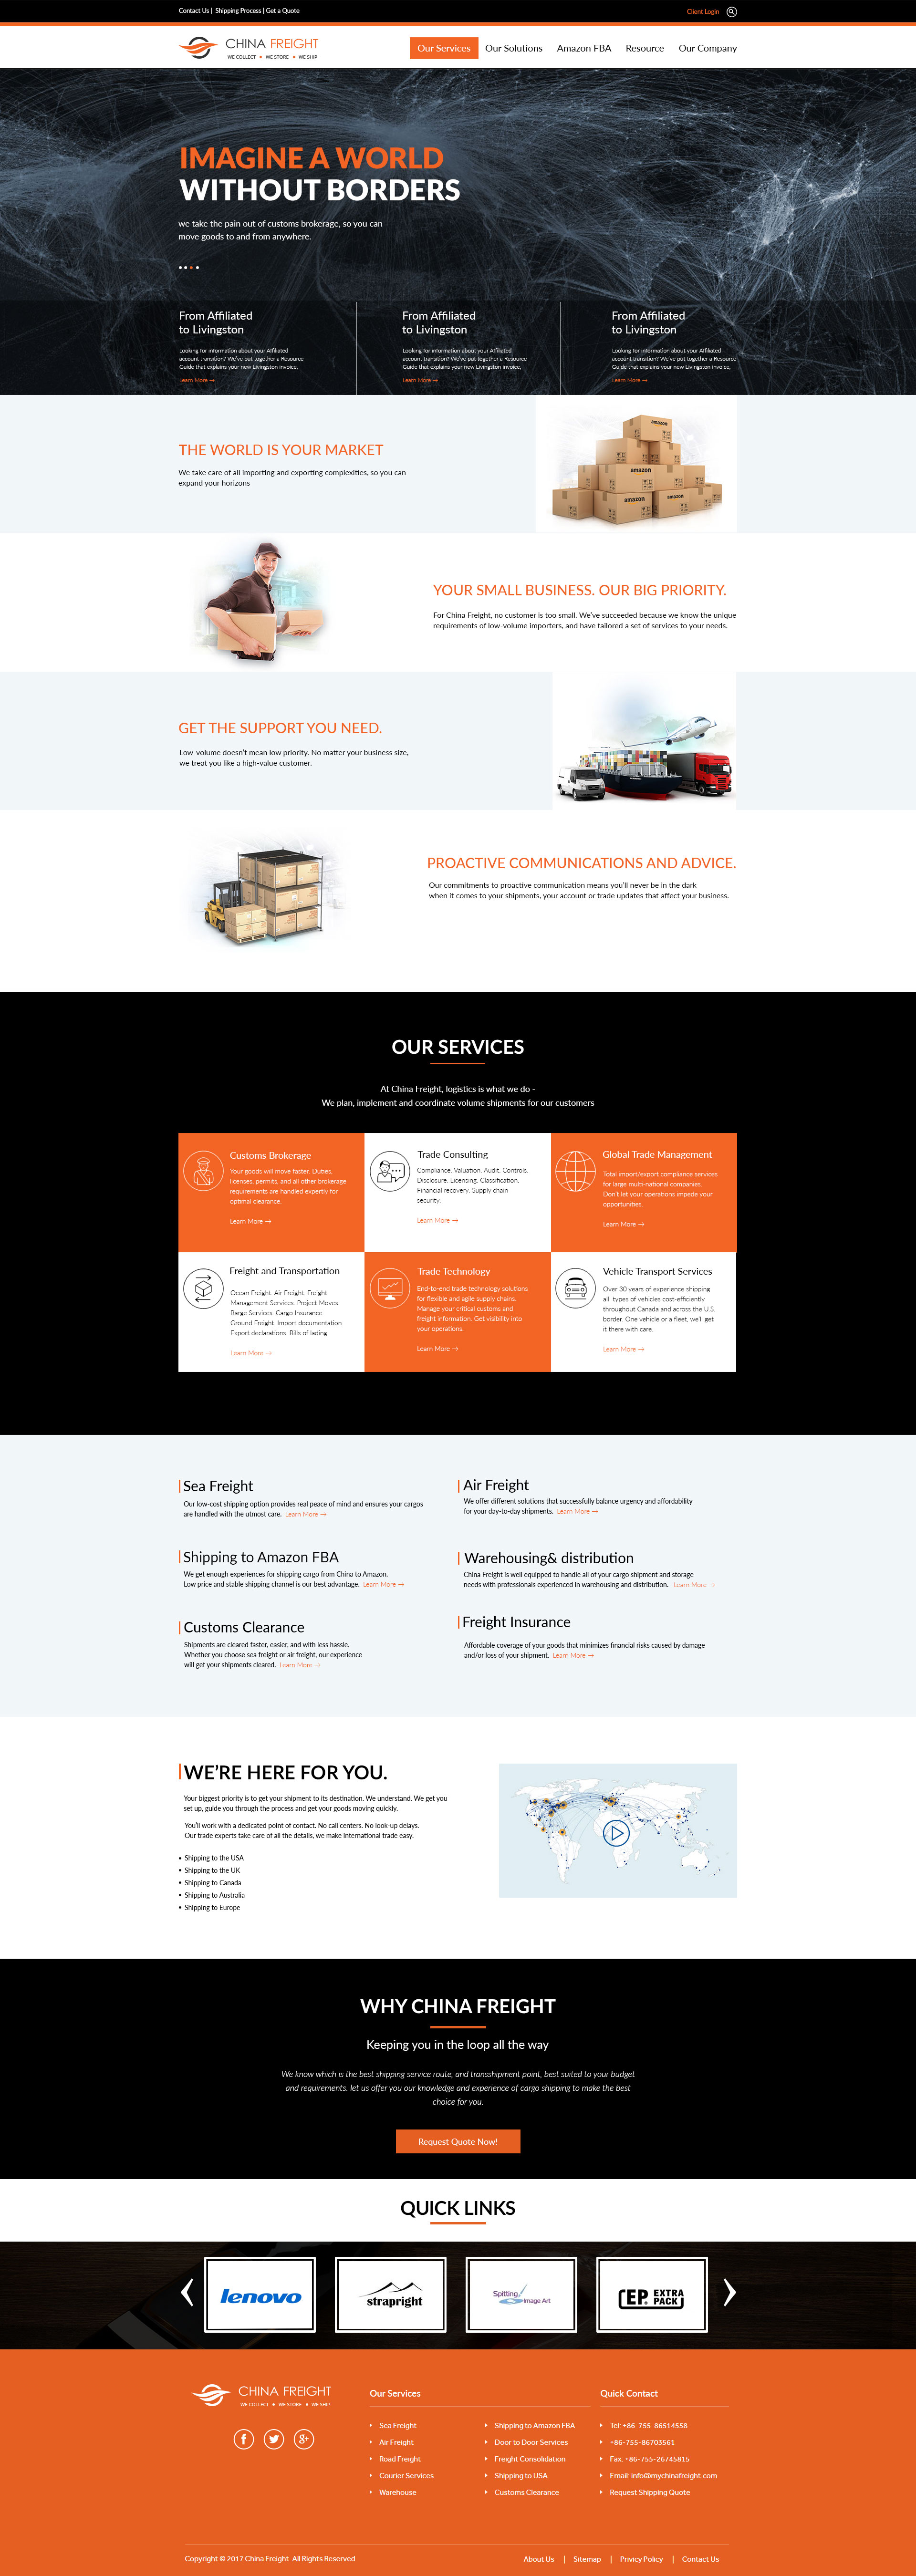 Contact Us | Shipping Process | Get a Quote
Client Login
CHINA FREIGHT
WE COLLECT • WE STORE • WE SHIP
Our Services
Our Solutions
Amazon FBA
Resource
Our Company
IMAGINE A WORLD
WITHOUT BORDERS
we take the pain out of customs brokerage, so you can
move goods to and from anywhere.
From Affiliated
to Livingston
Looking for information about your Affiliated
account transition? We've put together a Resource
Guide that explains your new Livingston invoice,
Learn More →
From Affiliated
to Livingston
Looking for information about your Affiliated
account transition? We've put together a Resource
Guide that explains your new Livingston invoice,
Learn More →
From Affiliated
to Livingston
Looking for information about your Affiliated
account transition? We've put together a Resource
Guide that explains your new Livingston invoice,
Learn More →
THE WORLD IS YOUR MARKET
We take care of all importing and exporting complexities, so you can
expand your horizons
amazon
amazon
amazon
amazon
amazon
YOUR SMALL BUSINESS. OUR BIG PRIORITY.
For China Freight, no customer is too small. We've succeeded because we know the unique
requirements of low-volume importers, and have tailored a set of services to your needs.
GET THE SUPPORT YOU NEED.
Low-volume doesn't mean low priority. No matter your business size,
we treat you like a high-value customer.
PROACTIVE COMMUNICATIONS AND ADVICE.
Our commitments to proactive communication means you'll never be in the dark
when it comes to your shipments, your account or trade updates that affect your business.
OUR SERVICES
At China Freight, logistics is what we do -
We plan, implement and coordinate volume shipments for our customers
Customs Brokerage
Your goods will move faster. Duties,
licenses, permits, and all other brokerage
requirements are handled expertly for
optimal clearance.
Learn More →
Trade Consulting
Compliance. Valuation. Audit. Controls.
Disclosure. Licensing. Classification.
Financial recovery. Supply chain
security.
Learn More →
Global Trade Management
Total import/export compliance services
for large multi-national companies.
Don't let your operations impede your
opportunities.
Learn More →
Freight and Transportation
Ocean Freight. Air Freight. Freight
Management Services. Project Moves.
Barge Services. Cargo Insurance.
Ground Freight. Import documentation.
Export declarations. Bills of lading.
Learn More →
Trade Technology
End-to-end trade technology solutions
for flexible and agile supply chains.
Manage your critical customs and
freight information. Get visibility into
your operations.
Learn More →
Vehicle Transport Services
Over 30 years of experience shipping
all types of vehicles cost-efficiently
throughout Canada and across the U.S.
border. One vehicle or a fleet, we'll get
it there with care.
Learn More →
Sea Freight
Our low-cost shipping option provides real peace of mind and ensures your cargos
are handled with the utmost care. Learn More →
Air Freight
We offer different solutions that successfully balance urgency and affordability
for your day-to-day shipments. Learn More →
Shipping to Amazon FBA
We get enough experiences for shipping cargo from China to Amazon.
Low price and stable shipping channel is our best advantage. Learn More →
Warehousing& distribution
China Freight is well equipped to handle all of your cargo shipment and storage
needs with professionals experienced in warehousing and distribution. Learn More →
Customs Clearance
Shipments are cleared faster, easier, and with less hassle.
Whether you choose sea freight or air freight, our experience
will get your shipments cleared. Learn More →
Freight Insurance
Affordable coverage of your goods that minimizes financial risks caused by damage
and/or loss of your shipment. Learn More →
WE'RE HERE FOR YOU.
Your biggest priority is to get your shipment to its destination. We understand. We get you
set up, guide you through the process and get your goods moving quickly.
You'll work with a dedicated point of contact. No call centers. No look-up delays.
Our trade experts take care of all the details, we make international trade easy.
• Shipping to the USA
• Shipping to the UK
• Shipping to Canada
• Shipping to Australia
• Shipping to Europe
WHY CHINA FREIGHT
Keeping you in the loop all the way
We know which is the best shipping service route, and transshipment point, best suited to your budget
and requirements. let us offer you our knowledge and experience of cargo shipping to make the best
choice for you.
Request Quote Now!
QUICK LINKS
lenovo
strapright
Spitting
Image Art
EP EXTRA
PACK
CHINA FREIGHT
WE COLLECT • WE STORE • WE SHIP
Our Services
Sea Freight
Air Freight
Road Freight
Courier Services
Warehouse
Shipping to Amazon FBA
Door to Door Services
Freight Consolidation
Shipping to USA
Customs Clearance
Quick Contact
Tel: +86-755-86514558
+86-755-86703561
Fax: +86-755-26745815
Email: info@mychinafreight.com
Request Shipping Quote
Copyright © 2017 China Freight. All Rights Reserved
About Us | Sitemap | Privicy Policy | Contact Us